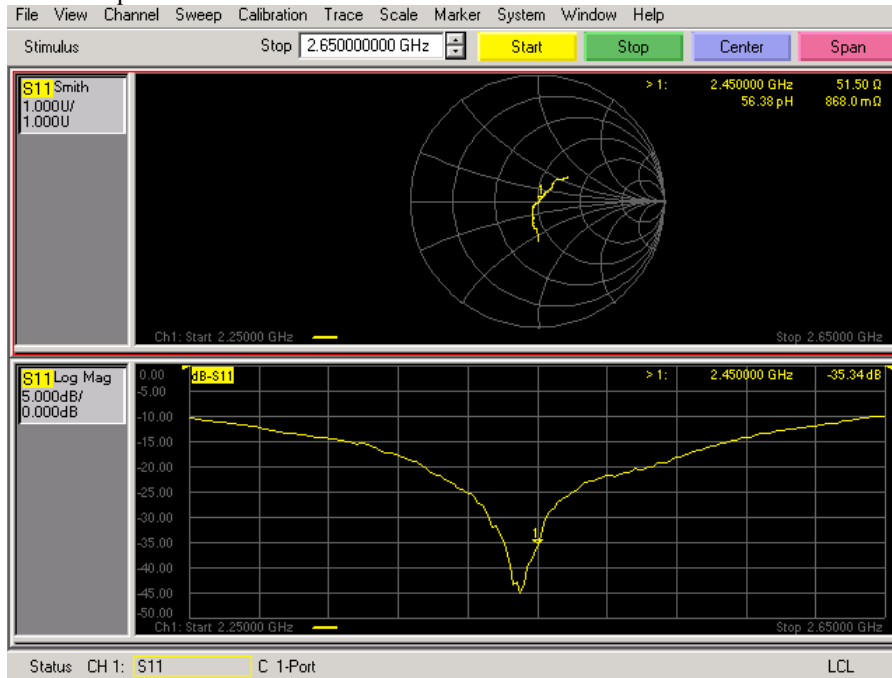 File View Channel Sweep Calibration Trace Scale Marker System Window Help
Stimulus Stop 2.650000000 GHz Start Stop Center Span
S11 Smith
1.000U/
1.000U
> 1: 2.450000 GHz 51.50 Ω
56.38 pH 868.0 mΩ
1
Ch1: Start 2.25000 GHz Stop 2.65000 GHz
S11 Log Mag
5.000dB/
0.000dB
dB-S11
> 1: 2.450000 GHz -35.34 dB
0.00
-5.00
-10.00
-15.00
-20.00
-25.00
-30.00
-35.00
-40.00
-45.00
-50.00
1
Ch1: Start 2.25000 GHz Stop 2.65000 GHz
Status CH 1: S11 C 1-Port LCL